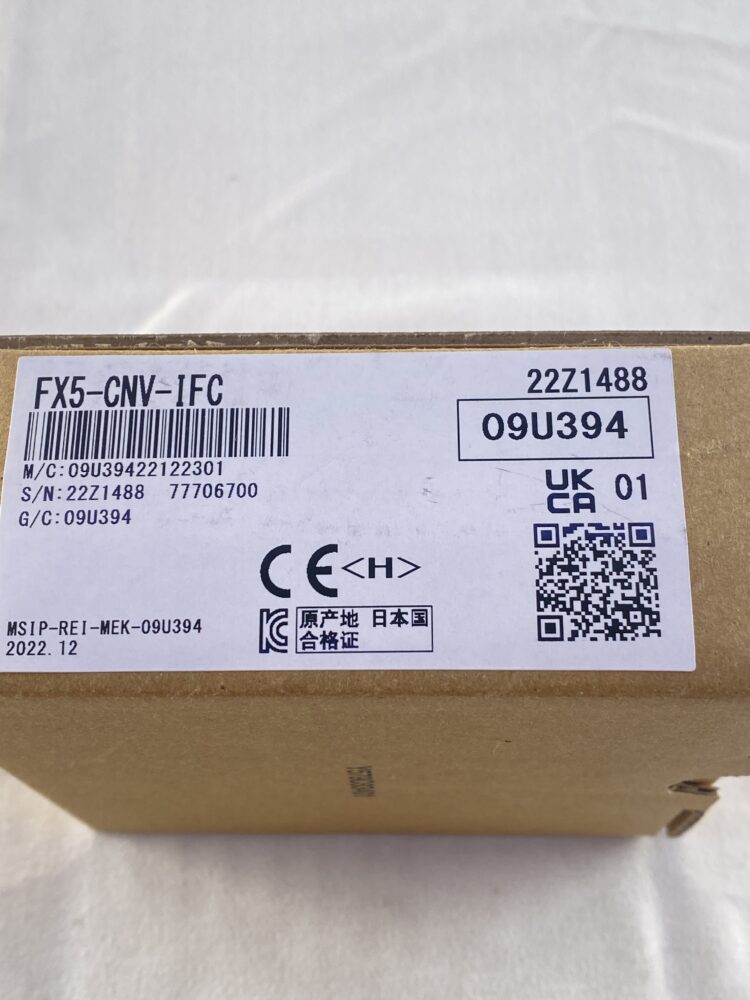 FX5-CNV-IFC
22Z1488
09U394
M/C:09U39422122301
S/N:22Z1488 77706700
G/C:09U394
UK
CA 01
CE <H>
MSIP-REI-MEK-09U394
2022.12
原产地 日本国
合格证